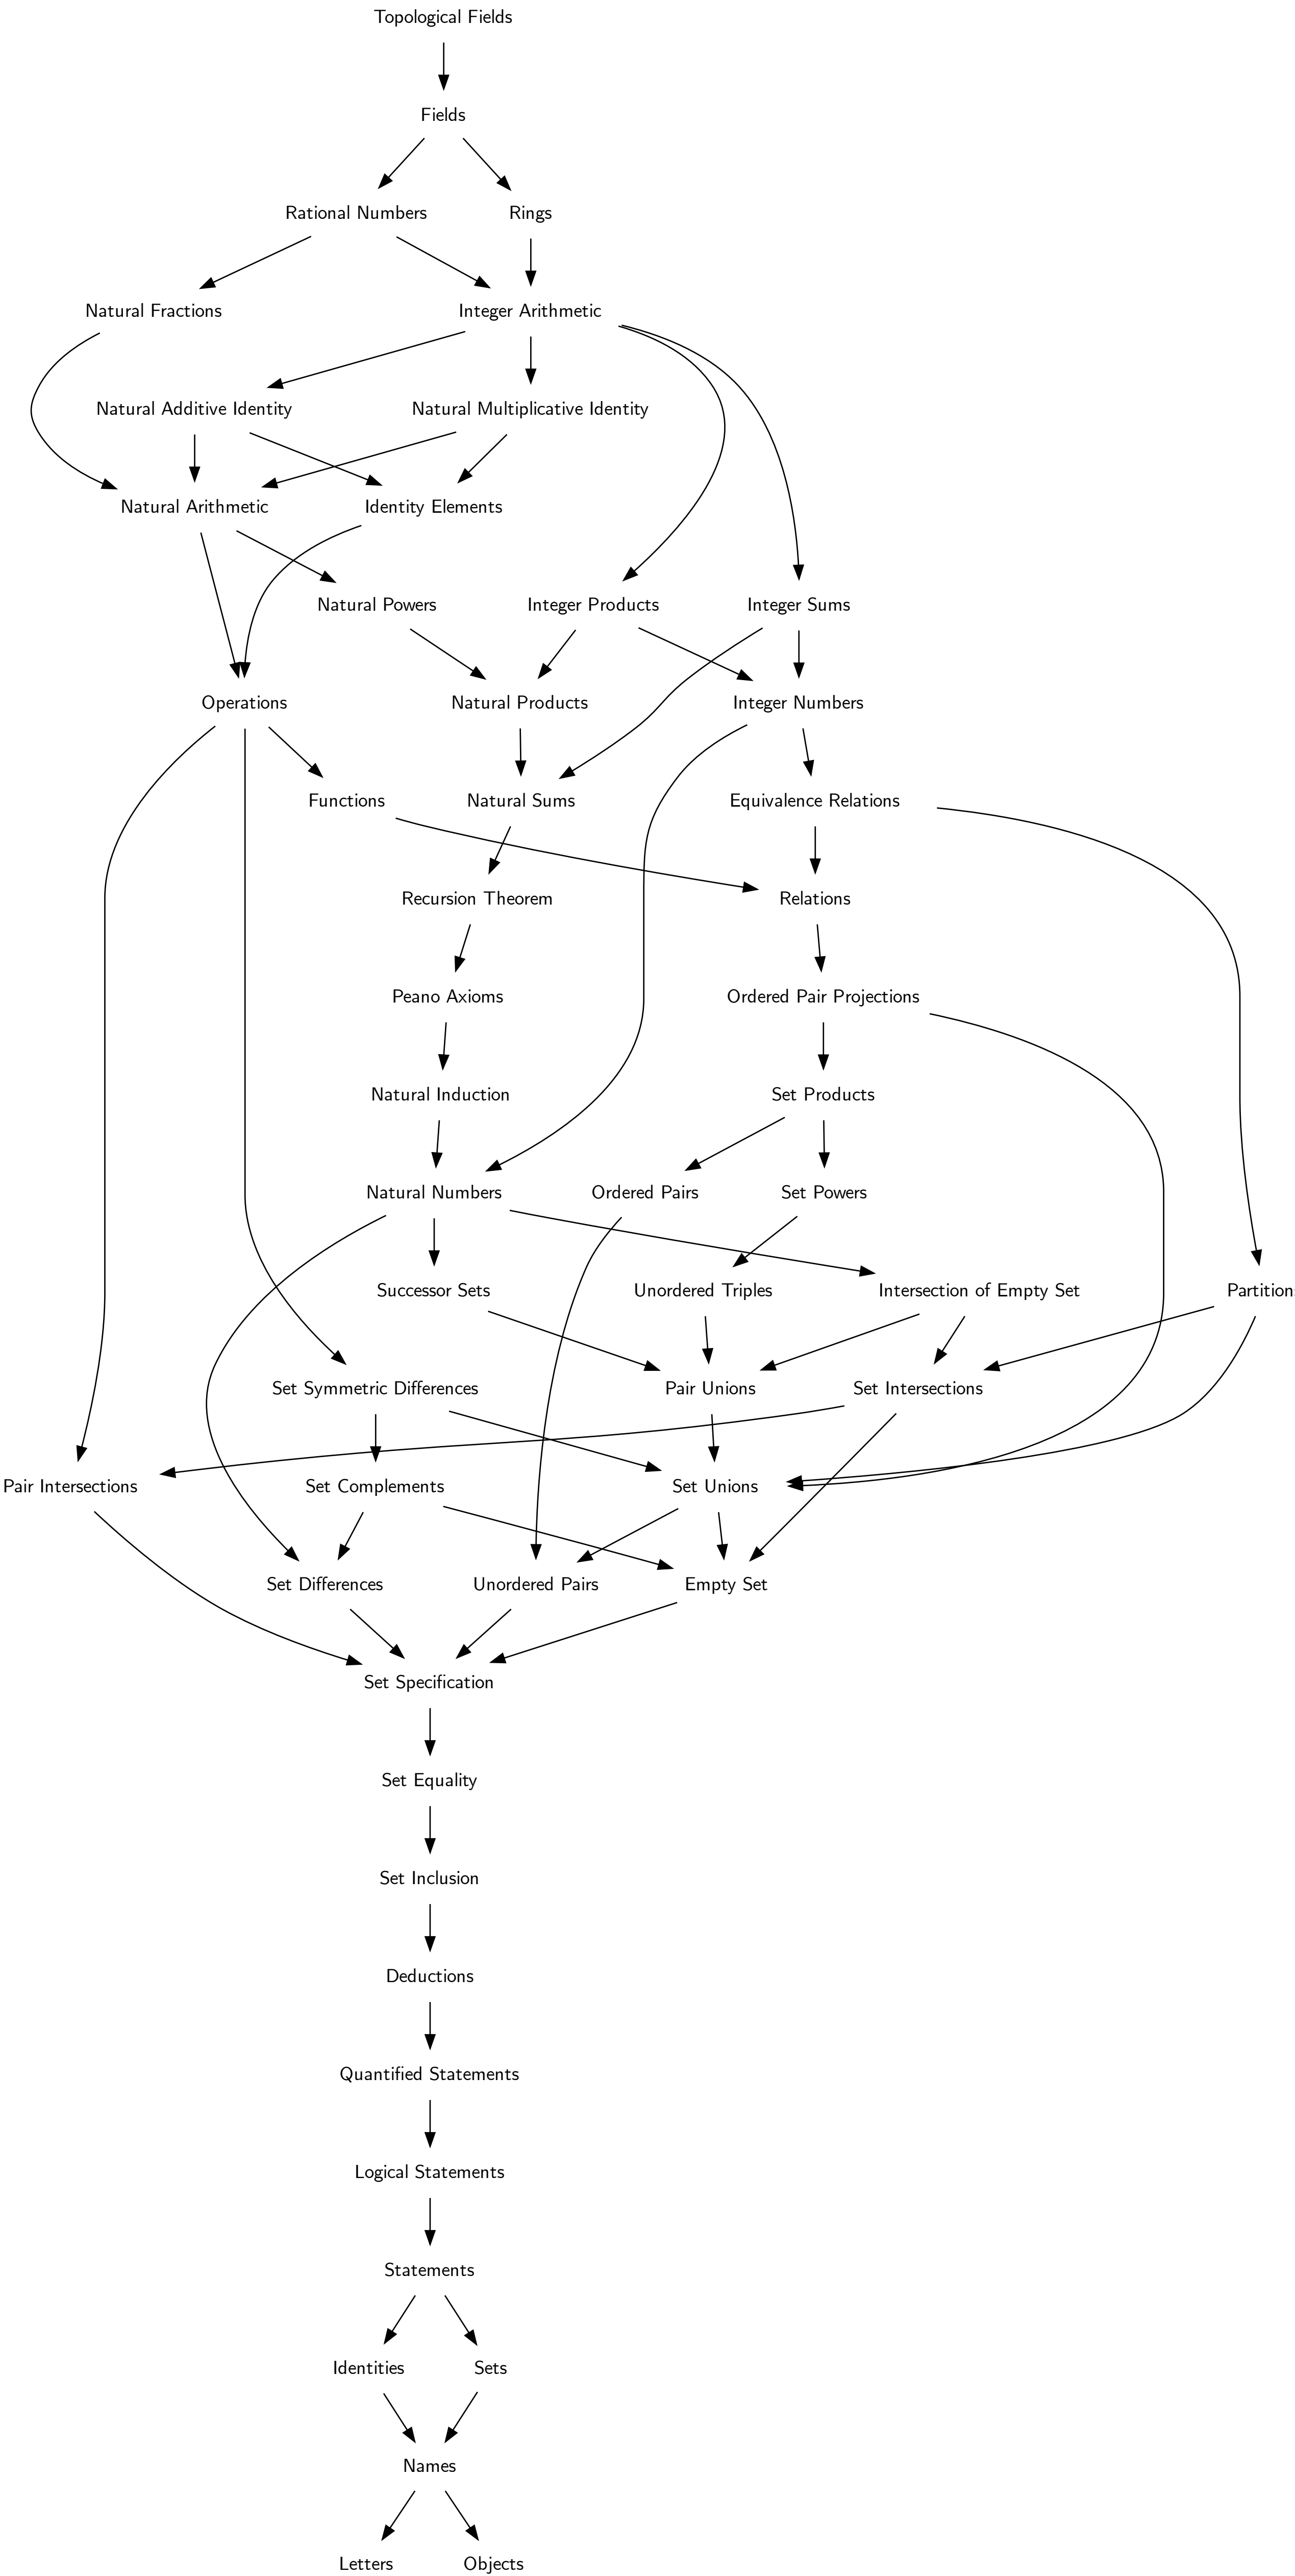 Topological Fields
Fields
Rational Numbers
Rings
Natural Fractions
Integer Arithmetic
Natural Additive Identity
Natural Multiplicative Identity
Natural Arithmetic
Identity Elements
Natural Powers
Integer Products
Integer Sums
Operations
Natural Products
Integer Numbers
Functions
Natural Sums
Equivalence Relations
Recursion Theorem
Relations
Peano Axioms
Ordered Pair Projections
Natural Induction
Set Products
Natural Numbers
Ordered Pairs
Set Powers
Successor Sets
Unordered Triples
Intersection of Empty Set
Partition
Set Symmetric Differences
Pair Unions
Set Intersections
Pair Intersections
Set Complements
Set Unions
Set Differences
Unordered Pairs
Empty Set
Set Specification
Set Equality
Set Inclusion
Deductions
Quantified Statements
Logical Statements
Statements
Identities
Sets
Names
Letters
Objects